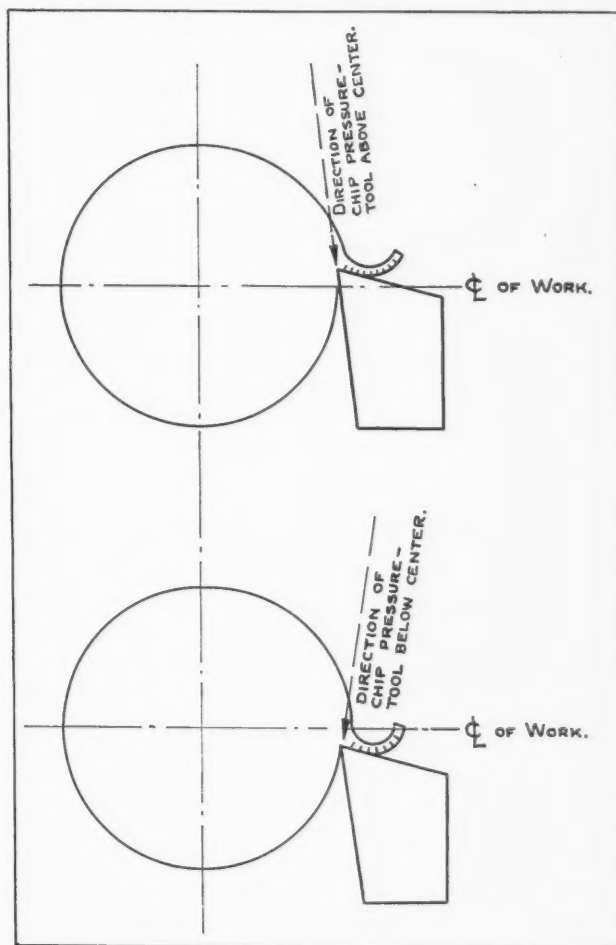 DIRECTION OF
CHIP PRESSURE-
TOOL ABOVE CENTER.
℄ OF WORK.
DIRECTION OF
CHIP PRESSURE-
TOOL BELOW CENTER.
℄ OF WORK.